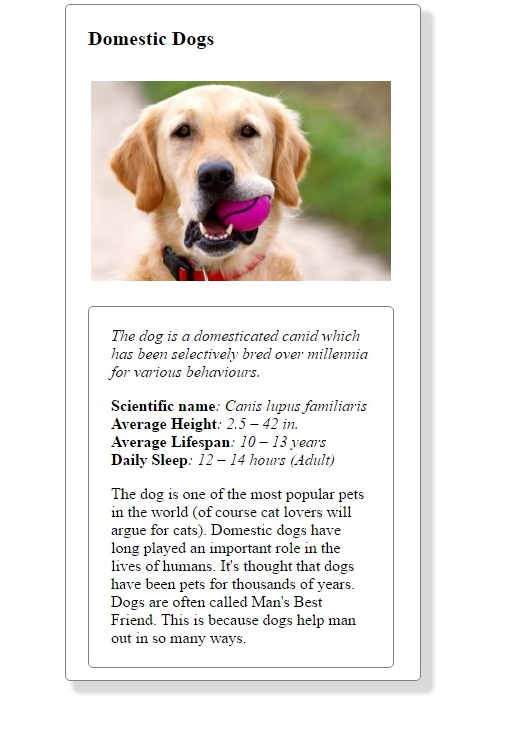 Domestic Dogs
The dog is a domesticated canid which
has been selectively bred over millennia
for various behaviours.
Scientific name: Canis lupus familiaris
Average Height: 2.5 – 42 in.
Average Lifespan: 10 – 13 years
Daily Sleep: 12 – 14 hours (Adult)
The dog is one of the most popular pets
in the world (of course cat lovers will
argue for cats). Domestic dogs have
long played an important role in the
lives of humans. It's thought that dogs
have been pets for thousands of years.
Dogs are often called Man's Best
Friend. This is because dogs help man
out in so many ways.